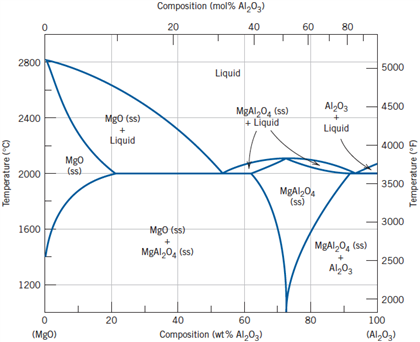 Composition (mol% Al₂O₃)
0 20 40 60 80
2800
2400
2000
1600
1200
Temperature (°C)
5000
4500
4000
3500
3000
2500
2000
Temperature (°F)
Liquid
MgO (ss)
+
Liquid
MgAl₂O₄ (ss)
+ Liquid
Al₂O₃
+
Liquid
MgO
(ss)
MgAl₂O₄
(ss)
MgO (ss)
+
MgAl₂O₄ (ss)
MgAl₂O₄ (ss)
+
Al₂O₃
0 20 40 60 80 100
(MgO) Composition (wt% Al₂O₃) (Al₂O₃)